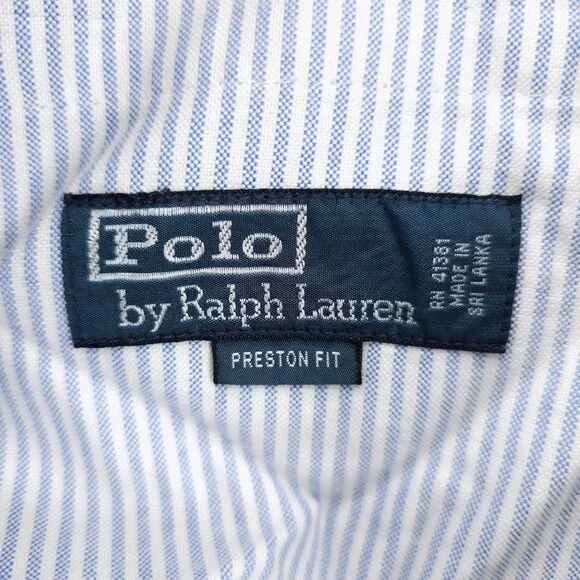 Polo
by Ralph Lauren
RN 41381
MADE IN
SRI LANKA
PRESTON FIT